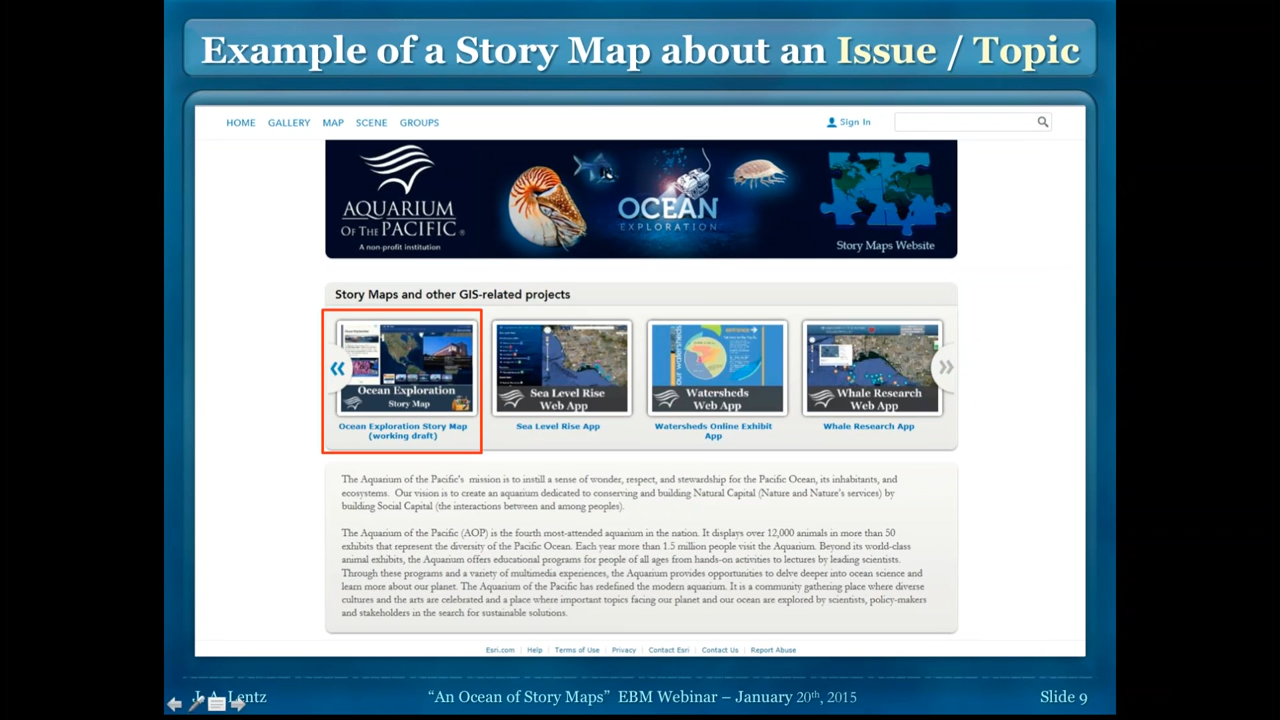 Example of a Story Map about an Issue / Topic
HOME GALLERY MAP SCENE GROUPS
Sign In
AQUARIUM
OF THE PACIFIC®
A non-profit institution
OCEAN
EXPLORATION
Story Maps Website
Story Maps and other GIS-related projects
Ocean Exploration
Story Map
Sea Level Rise
Web App
our watersheds
Watersheds
Web App
Whale Research
Web App
Ocean Exploration Story Map
(working draft)
Sea Level Rise App
Watersheds Online Exhibit
App
Whale Research App
The Aquarium of the Pacific's mission is to instill a sense of wonder, respect, and stewardship for the Pacific Ocean, its inhabitants, and
ecosystems. Our vision is to create an aquarium dedicated to conserving and building Natural Capital (Nature and Nature's services) by
building Social Capital (the interactions between and among peoples).
The Aquarium of the Pacific (AOP) is the fourth most-attended aquarium in the nation. It displays over 12,000 animals in more than 50
exhibits that represent the diversity of the Pacific Ocean. Each year more than 1.5 million people visit the Aquarium. Beyond its world-class
animal exhibits, the Aquarium offers educational programs for people of all ages from hands-on activities to lectures by leading scientists.
Through these programs and a variety of multimedia experiences, the Aquarium provides opportunities to delve deeper into ocean science and
learn more about our planet. The Aquarium of the Pacific has redefined the modern aquarium. It is a community gathering place where diverse
cultures and the arts are celebrated and a place where important topics facing our planet and our ocean are explored by scientists, policy-makers
and stakeholders in the search for sustainable solutions.
Esri.com | Help | Terms of Use | Privacy | Contact Esri | Contact Us | Report Abuse
J. A. Lentz
“An Ocean of Story Maps” EBM Webinar – January 20th, 2015
Slide 9